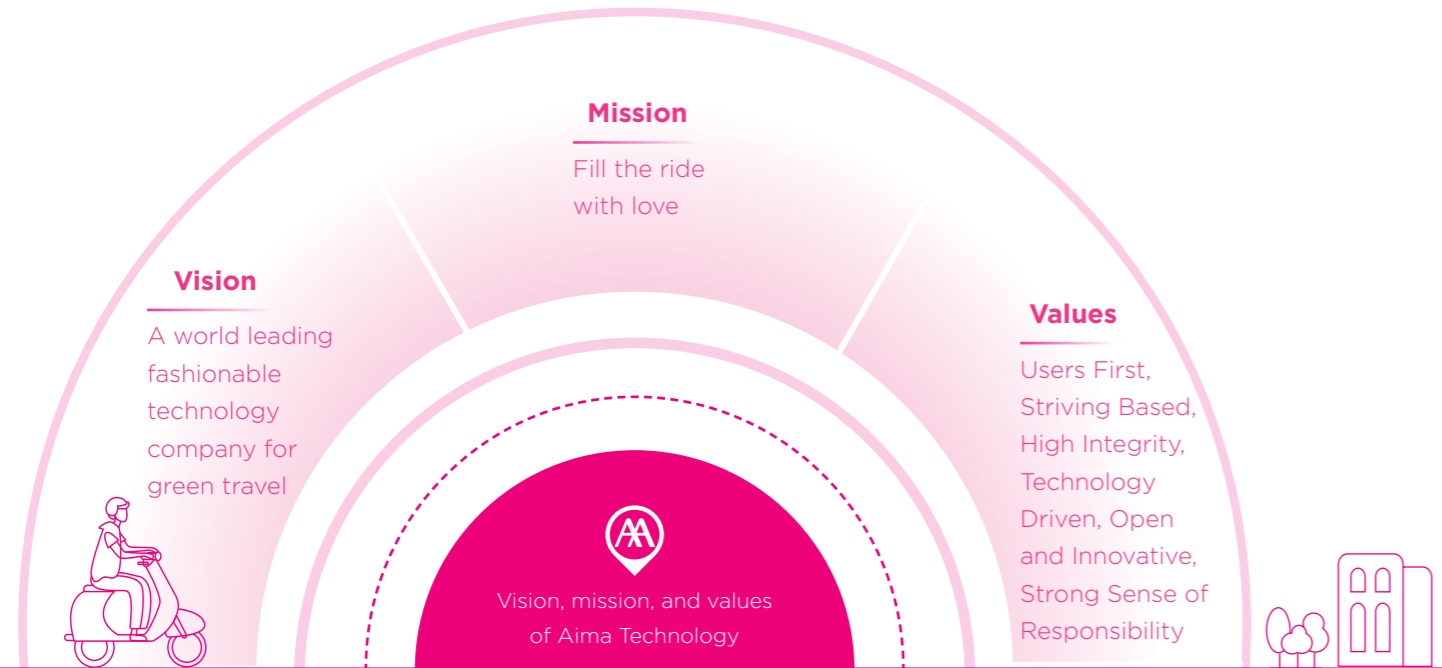 Mission
Fill the ride
with love
Vision
A world leading
fashionable
technology
company for
green travel
Values
Users First,
Striving Based,
High Integrity,
Technology
Driven, Open
and Innovative,
Strong Sense of
Responsibility
Vision, mission, and values
of Aima Technology